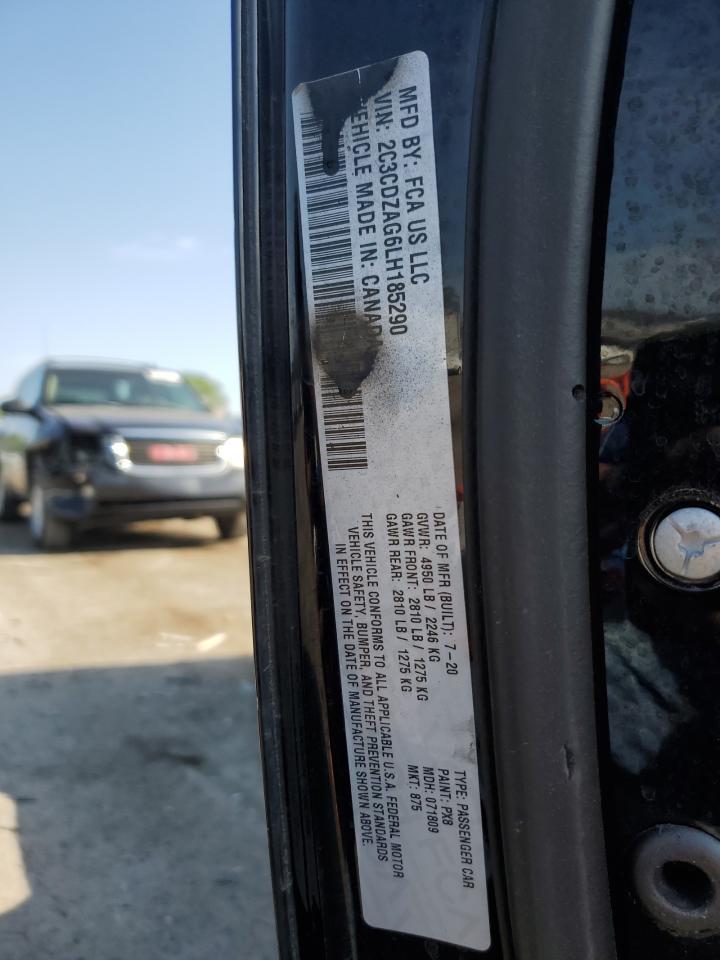 MFD BY: FCA US LLC
VIN: 2C3CDZAG6LH185290
VEHICLE MADE IN: CANADA
DATE OF MFR (BUILT): 7-20
GVWR: 4950 LB / 2246 KG
GAWR FRONT: 2810 LB / 1275 KG
GAWR REAR: 2810 LB / 1275 KG
TYPE: PASSENGER CAR
PAINT: PX8
MDH: 071809
MKT: 875
THIS VEHICLE CONFORMS TO ALL APPLICABLE U.S.A. FEDERAL MOTOR
VEHICLE SAFETY, BUMPER, AND THEFT PREVENTION STANDARDS
IN EFFECT ON THE DATE OF MANUFACTURE SHOWN ABOVE.